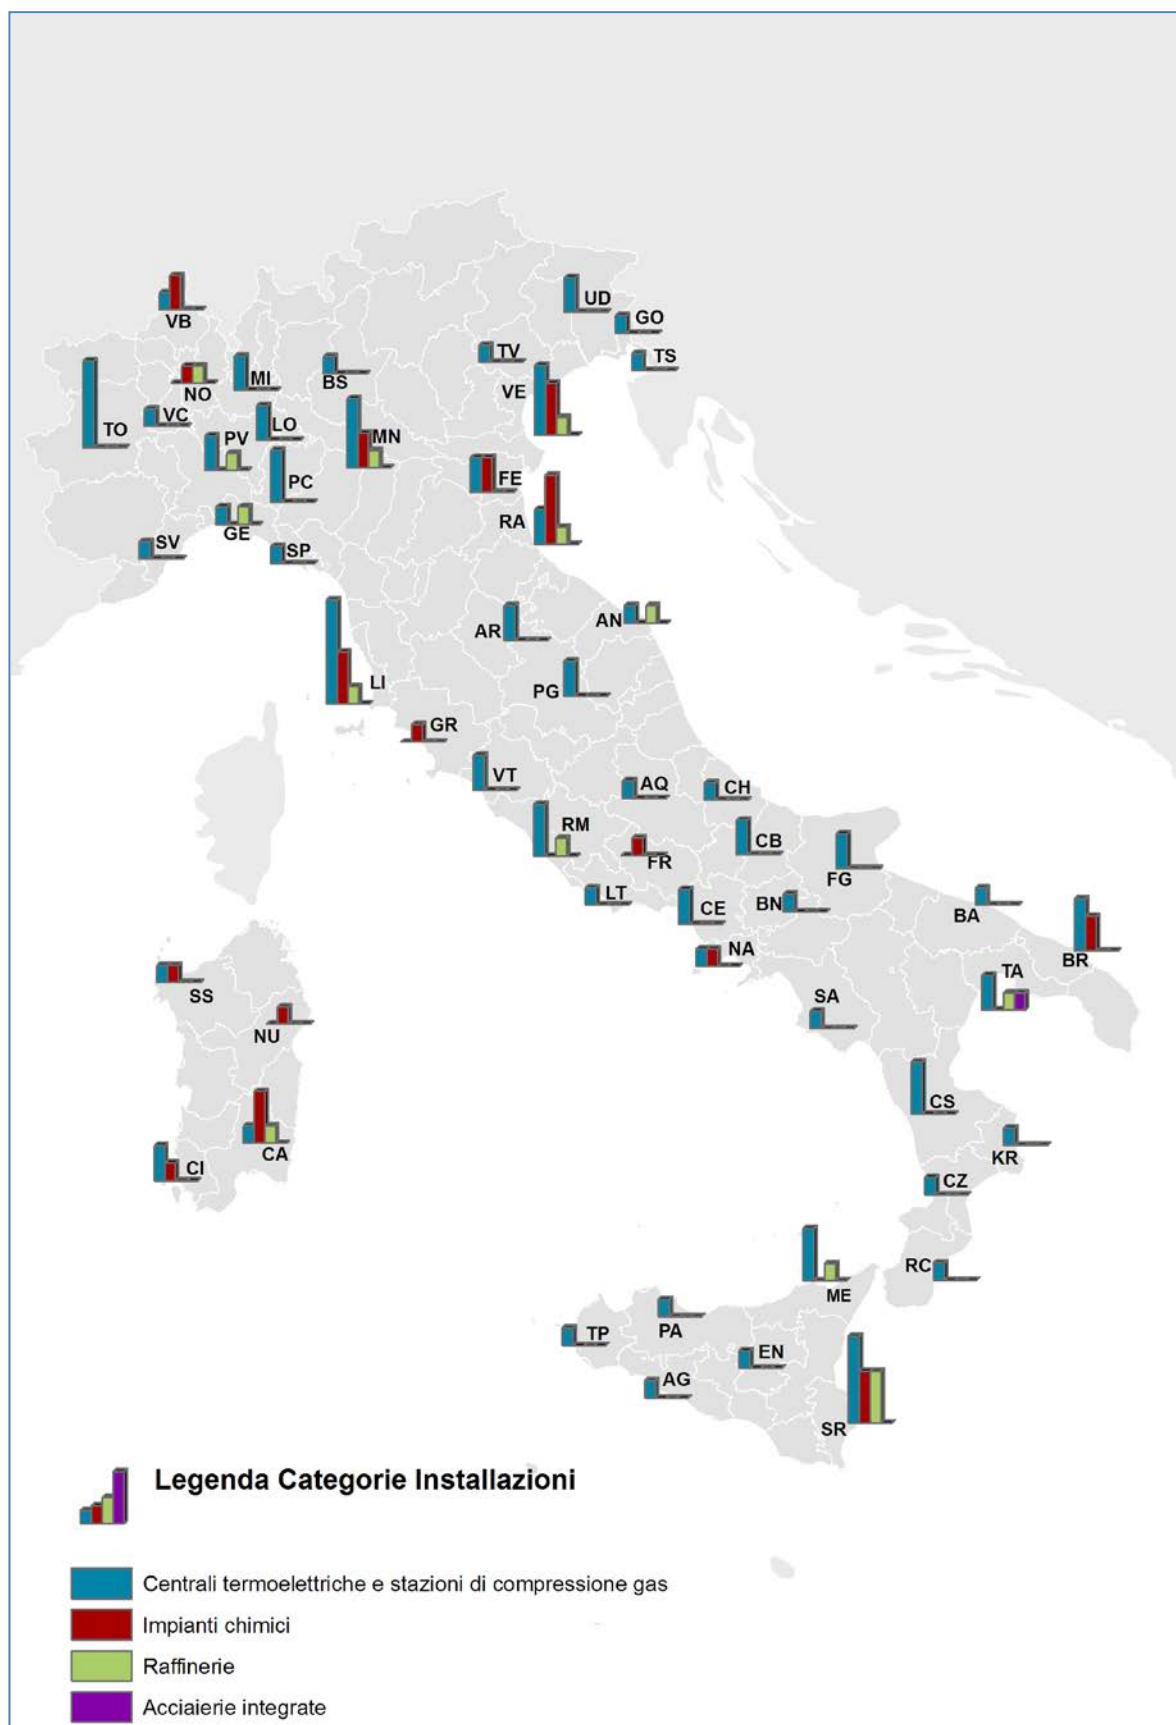 UD
GO
VB
TV
TS
MI
BS
VE
NO
VC
LO
TO
PV
MN
PC
FE
RA
GE
SV
SP
AR
AN
LI
PG
GR
VT
AQ
CH
RM
CB
FR
FG
LT
CE
BN
BA
NA
BR
TA
SS
SA
NU
CS
CA
KR
CI
CZ
RC
ME
PA
TP
EN
AG
SR
Legenda Categorie Installazioni
Centrali termoelettriche e stazioni di compressione gas
Impianti chimici
Raffinerie
Acciaierie integrate